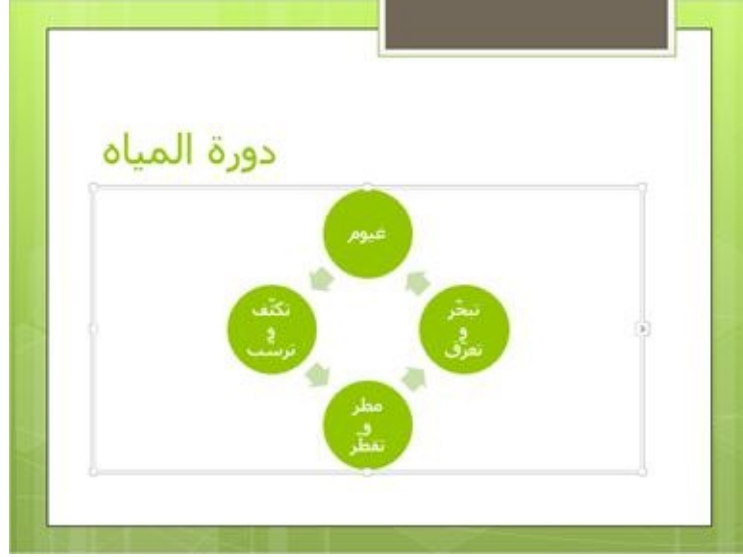 دورة المياه
غيوم
تبخّر
و
تعرّق
تكثّف
و
ترسّب
مطر
و
تقطّر